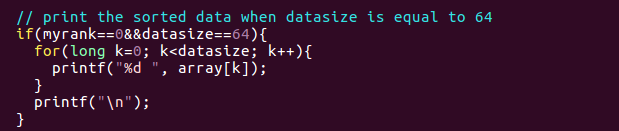 // print the sorted data when datasize is equal to 64
if(myrank==0&&datasize==64){
  for(long k=0; k<datasize; k++){
    printf("%d ", array[k]);
  }
  printf("\n");
}